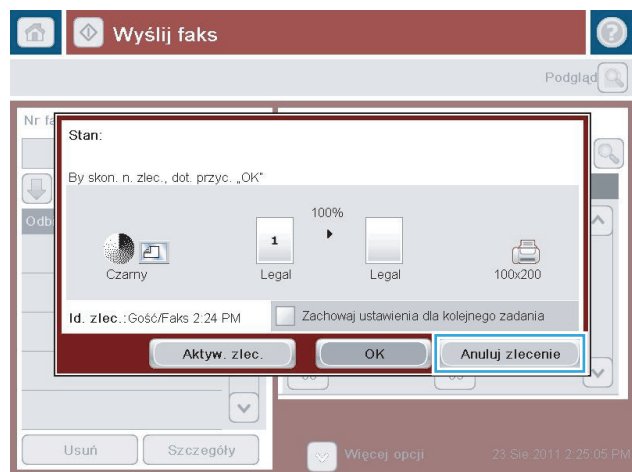 Wyślij faks
Podgląd
Nr fa
Stan:
By skon. n. zlec., dot. przyc. „OK”
Odbi
100%
1
Czarny
Legal
Legal
100x200
Id. zlec.:Gość/Faks 2:24 PM
Zachowaj ustawienia dla kolejnego zadania
Aktyw. zlec.
OK
Anuluj zlecenie
Usuń
Szczegóły
Więcej opcji
23 Sie 2011 2:25:05 PM